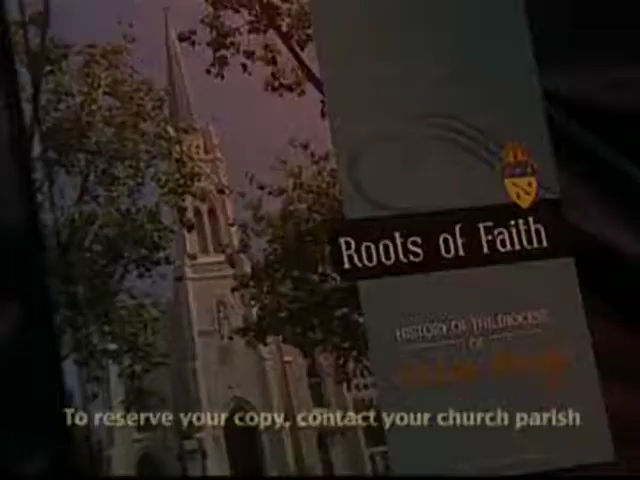 Roots of Faith
HISTORY OF THE DIOCESE
OF
To reserve your copy, contact your church parish